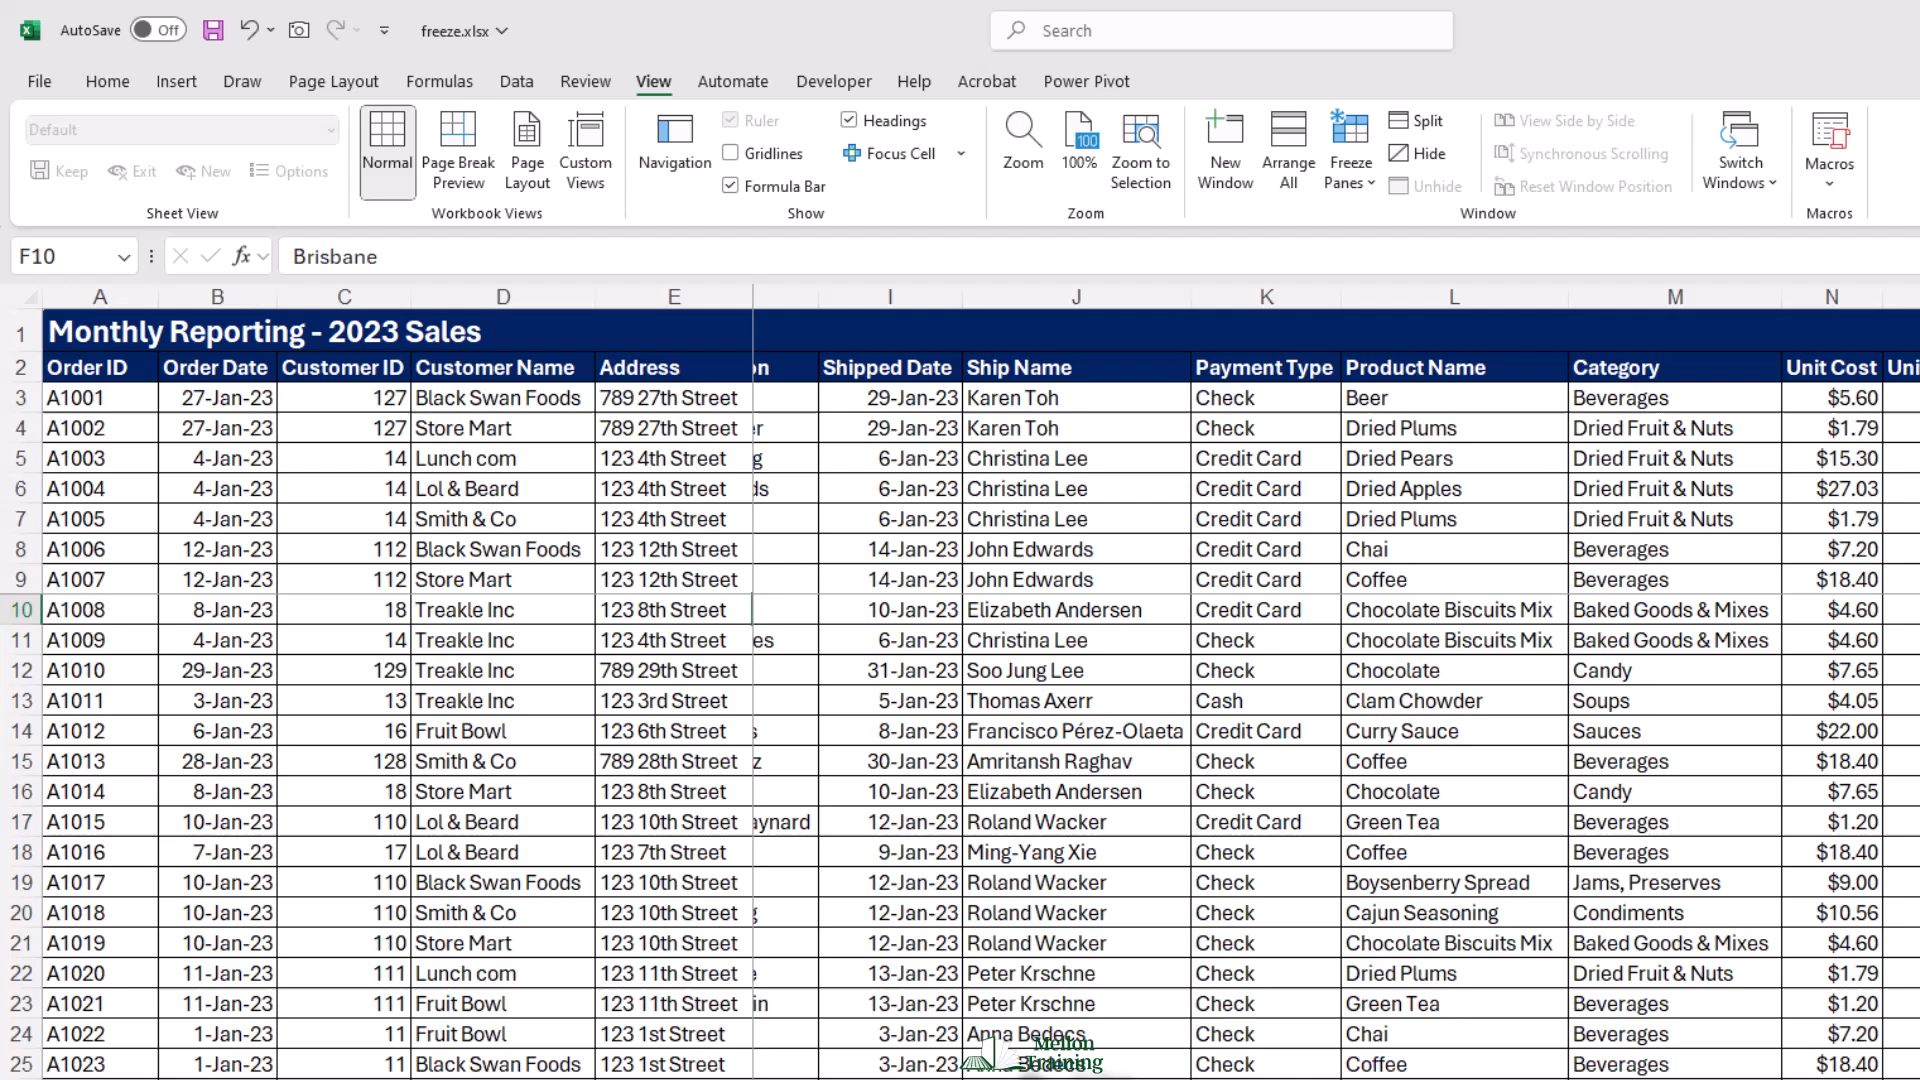 AutoSave Off freeze.xlsx Search
File Home Insert Draw Page Layout Formulas Data Review View Automate Developer Help Acrobat Power Pivot
Default
Keep Exit New Options
Sheet View
Normal Page Break Preview Page Layout Custom Views
Workbook Views
Navigation
Ruler Headings
Gridlines Focus Cell
Formula Bar
Show
Zoom 100% Zoom to Selection
100
Zoom
New Window Arrange All Freeze Panes
Split View Side by Side
Hide Synchronous Scrolling
Unhide Reset Window Position
Window
Switch Windows
Macros
Macros
F10 fx Brisbane
A B C D E I J K L M N
1 Monthly Reporting - 2023 Sales
2 Order ID Order Date Customer ID Customer Name Address on Shipped Date Ship Name Payment Type Product Name Category Unit Cost Uni
3 A1001 27-Jan-23 127 Black Swan Foods 789 27th Street 29-Jan-23 Karen Toh Check Beer Beverages $5.60
4 A1002 27-Jan-23 127 Store Mart 789 27th Street er 29-Jan-23 Karen Toh Check Dried Plums Dried Fruit & Nuts $1.79
5 A1003 4-Jan-23 14 Lunch com 123 4th Street g 6-Jan-23 Christina Lee Credit Card Dried Pears Dried Fruit & Nuts $15.30
6 A1004 4-Jan-23 14 Lol & Beard 123 4th Street ds 6-Jan-23 Christina Lee Credit Card Dried Apples Dried Fruit & Nuts $27.03
7 A1005 4-Jan-23 14 Smith & Co 123 4th Street 6-Jan-23 Christina Lee Credit Card Dried Plums Dried Fruit & Nuts $1.79
8 A1006 12-Jan-23 112 Black Swan Foods 123 12th Street 14-Jan-23 John Edwards Credit Card Chai Beverages $7.20
9 A1007 12-Jan-23 112 Store Mart 123 12th Street 14-Jan-23 John Edwards Credit Card Coffee Beverages $18.40
10 A1008 8-Jan-23 18 Treakle Inc 123 8th Street 10-Jan-23 Elizabeth Andersen Credit Card Chocolate Biscuits Mix Baked Goods & Mixes $4.60
11 A1009 4-Jan-23 14 Treakle Inc 123 4th Street es 6-Jan-23 Christina Lee Check Chocolate Biscuits Mix Baked Goods & Mixes $4.60
12 A1010 29-Jan-23 129 Treakle Inc 789 29th Street 31-Jan-23 Soo Jung Lee Check Chocolate Candy $7.65
13 A1011 3-Jan-23 13 Treakle Inc 123 3rd Street 5-Jan-23 Thomas Axerr Cash Clam Chowder Soups $4.05
14 A1012 6-Jan-23 16 Fruit Bowl 123 6th Street s 8-Jan-23 Francisco Pérez-Olaeta Credit Card Curry Sauce Sauces $22.00
15 A1013 28-Jan-23 128 Smith & Co 789 28th Street z 30-Jan-23 Amritansh Raghav Check Coffee Beverages $18.40
16 A1014 8-Jan-23 18 Store Mart 123 8th Street 10-Jan-23 Elizabeth Andersen Check Chocolate Candy $7.65
17 A1015 10-Jan-23 110 Lol & Beard 123 10th Street aynard 12-Jan-23 Roland Wacker Credit Card Green Tea Beverages $1.20
18 A1016 7-Jan-23 17 Lol & Beard 123 7th Street 9-Jan-23 Ming-Yang Xie Check Coffee Beverages $18.40
19 A1017 10-Jan-23 110 Black Swan Foods 123 10th Street 12-Jan-23 Roland Wacker Check Boysenberry Spread Jams, Preserves $9.00
20 A1018 10-Jan-23 110 Smith & Co 123 10th Street g 12-Jan-23 Roland Wacker Check Cajun Seasoning Condiments $10.56
21 A1019 10-Jan-23 110 Store Mart 123 10th Street 12-Jan-23 Roland Wacker Check Chocolate Biscuits Mix Baked Goods & Mixes $4.60
22 A1020 11-Jan-23 111 Lunch com 123 11th Street e 13-Jan-23 Peter Krschne Check Dried Plums Dried Fruit & Nuts $1.79
23 A1021 11-Jan-23 111 Fruit Bowl 123 11th Street in 13-Jan-23 Peter Krschne Check Green Tea Beverages $1.20
24 A1022 1-Jan-23 11 Fruit Bowl 123 1st Street 3-Jan-23 Anna Bedecs Check Chai Beverages $7.20
25 A1023 1-Jan-23 11 Black Swan Foods 123 1st Street 3-Jan-23 Anna Bedecs Check Coffee Beverages $18.40
Mellon
Training